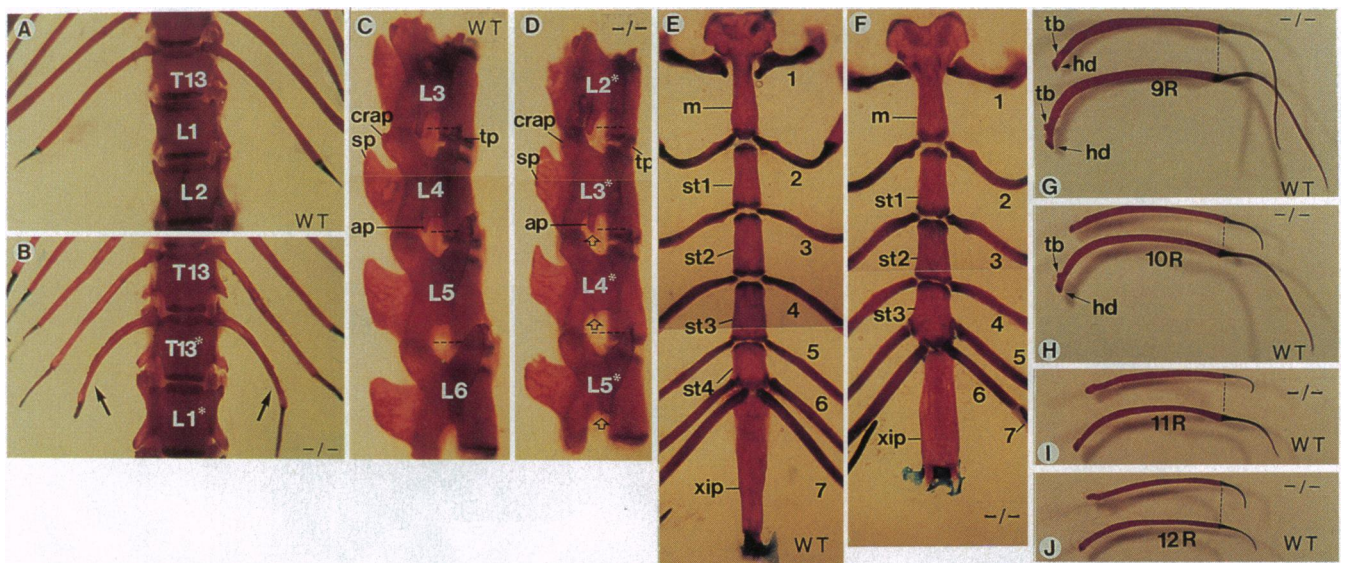 A
T13
L1
L2
WT
B
T13
T13*
L1*
-/-
C
WT
L3
crap
sp
tp
L4
ap
L5
L6
D
-/-
L2*
crap
sp
tp
L3*
ap
L4*
L5*
E
1
m
2
st1
3
st2
4
st3
5
st4
6
7
xip
WT
F
1
m
2
st1
3
st2
4
st3
5
6
7
xip
-/-
-/-
tb
hd
9R
tb
hd
G
WT
-/-
tb
10R
hd
H
WT
-/-
11R
I
WT
-/-
12R
J
WT